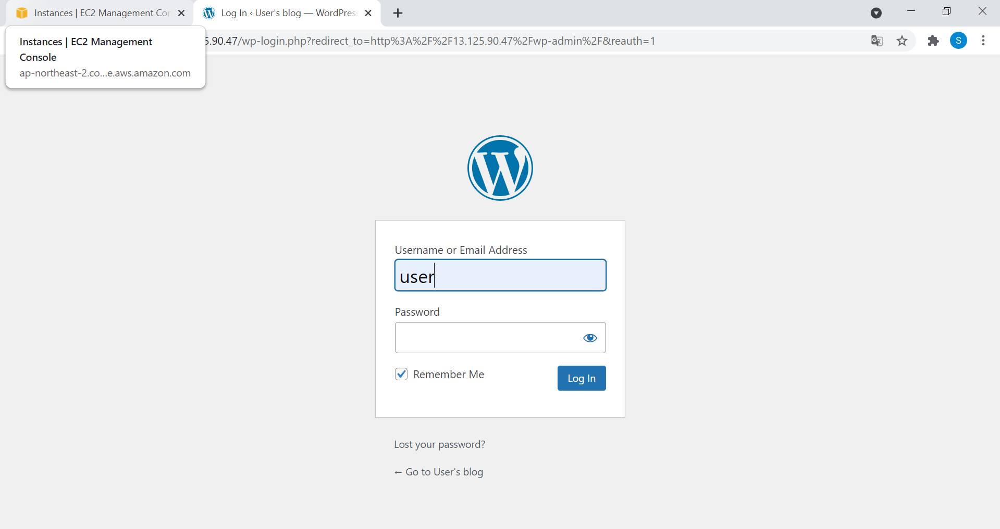 Instances | EC2 Management Con
Log In ‹ User's blog — WordPress
Instances | EC2 Management
Console
ap-northeast-2.co...e.aws.amazon.com
5.90.47/wp-login.php?redirect_to=http%3A%2F%2F13.125.90.47%2Fwp-admin%2F&reauth=1
S
Username or Email Address
user
Password
Remember Me
Log In
Lost your password?
← Go to User's blog